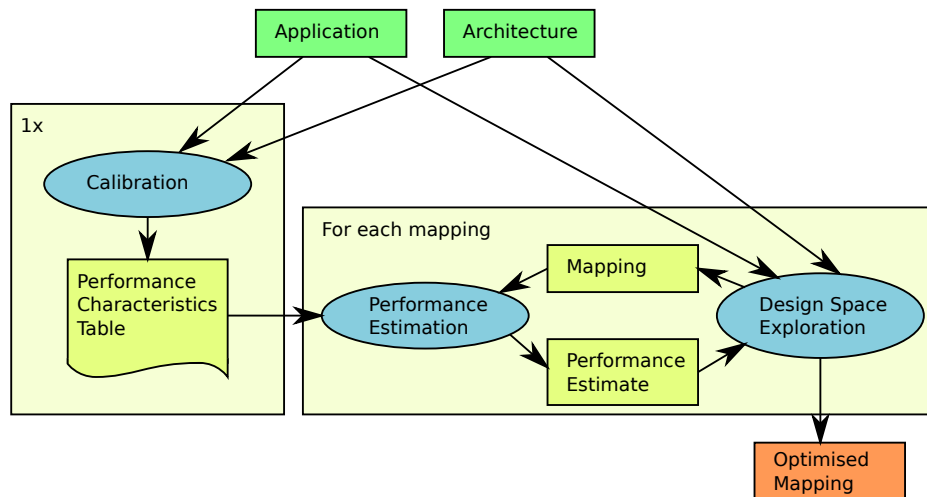 Application
Architecture
1x
Calibration
Performance
Characteristics
Table
For each mapping
Mapping
Performance
Estimation
Design Space
Exploration
Performance
Estimate
Optimised
Mapping